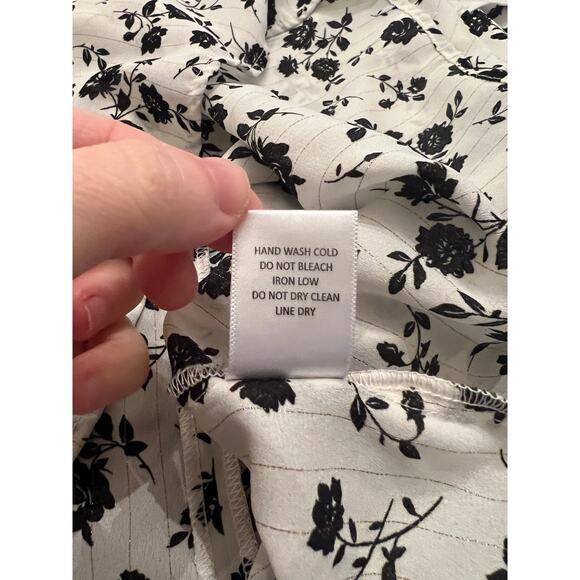 HAND WASH COLD
DO NOT BLEACH
IRON LOW
DO NOT DRY CLEAN
LINE DRY